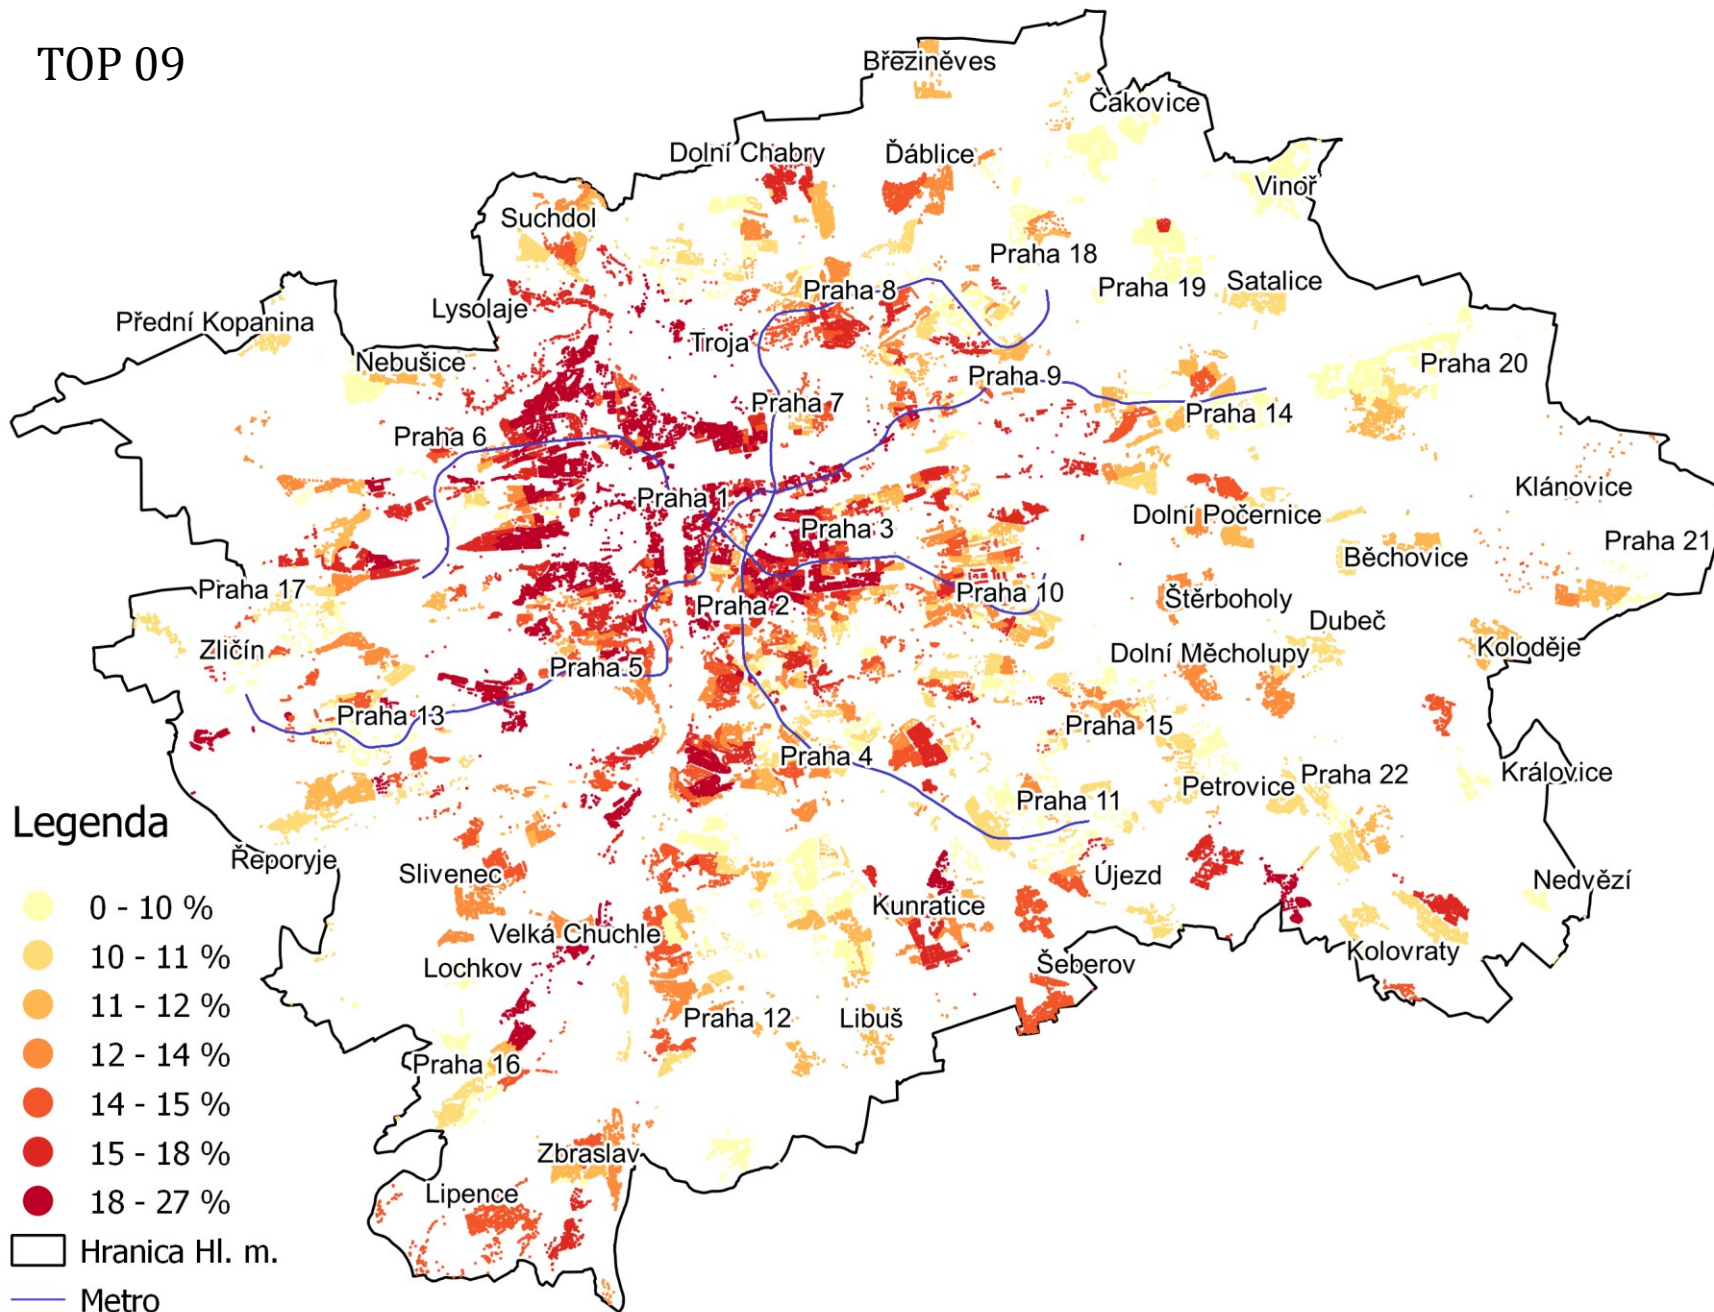 TOP 09
Březiněves
Čakovice
Dolní Chabry
Ďáblice
Vinoř
Suchdol
Praha 18
Praha 8
Praha 19
Satalice
Lysolaje
Přední Kopanina
Troja
Nebušice
Praha 20
Praha 9
Praha 7
Praha 14
Praha 6
Klánovice
Praha 1
Dolní Počernice
Praha 3
Praha 21
Běchovice
Praha 17
Praha 10
Štěrboholy
Praha 2
Dubeč
Zličín
Koloděje
Dolní Měcholupy
Praha 5
Praha 13
Praha 15
Praha 4
Královice
Praha 22
Petrovice
Praha 11
Řeporyje
Slivenec
Újezd
Nedvězí
Kunratice
Velká Chuchle
Kolovraty
Lochkov
Šeberov
Praha 12
Libuš
Praha 16
Zbraslav
Lipence
Legenda
0 - 10 %
10 - 11 %
11 - 12 %
12 - 14 %
14 - 15 %
15 - 18 %
18 - 27 %
Hranica Hl. m.
Metro